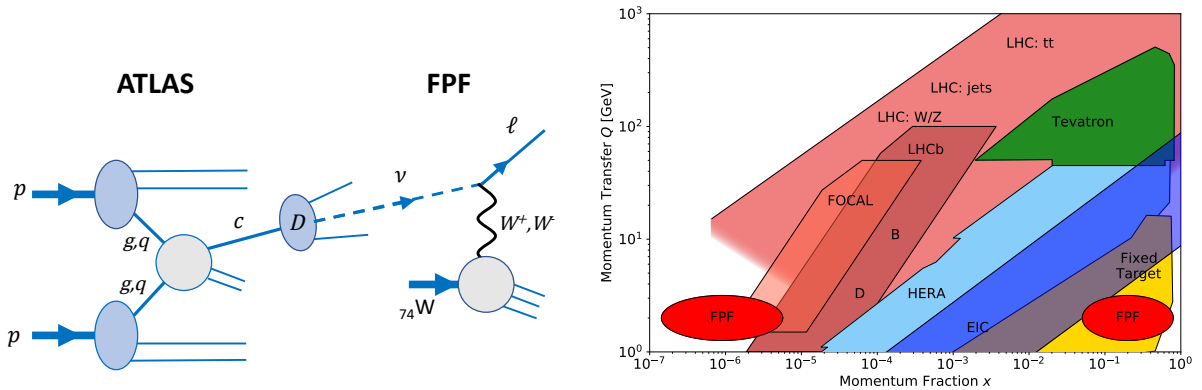 ATLAS
FPF
ℓ
ν
p
c
D
g,q
W⁺,W⁻
g,q
₇₄W
p
Momentum Transfer Q [GeV]
10³
10²
10¹
10⁰
LHC: tt
LHC: jets
LHC: W/Z
Tevatron
LHCb
FOCAL
B
D
HERA
Fixed
Target
EIC
FPF
FPF
10⁻⁷
10⁻⁶
10⁻⁵
10⁻⁴
10⁻³
10⁻²
10⁻¹
10⁰
Momentum Fraction x